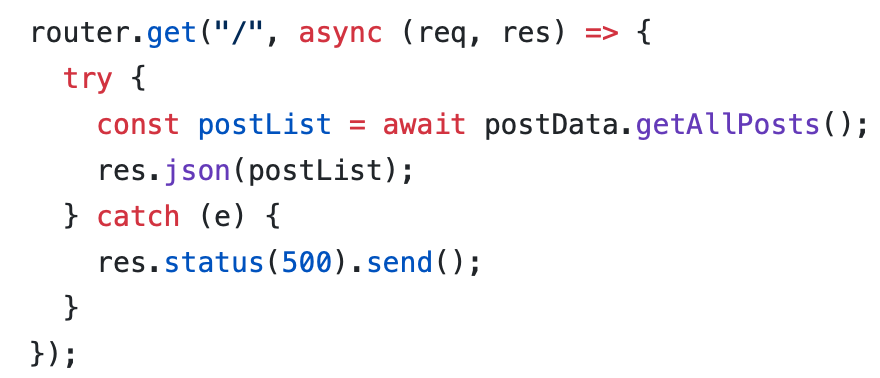 router.get("/", async (req, res) => {
  try {
    const postList = await postData.getAllPosts();
    res.json(postList);
  } catch (e) {
    res.status(500).send();
  }
});